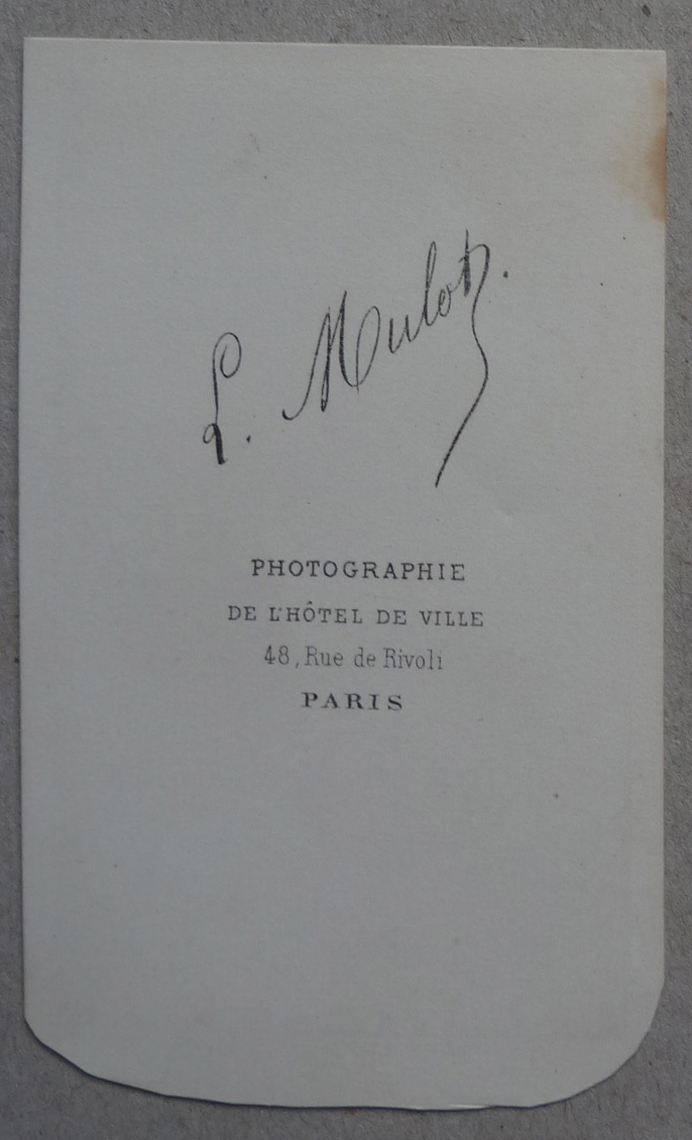 L. Mulot.
PHOTOGRAPHIE
DE L'HÔTEL DE VILLE
48, Rue de Rivoli
PARIS